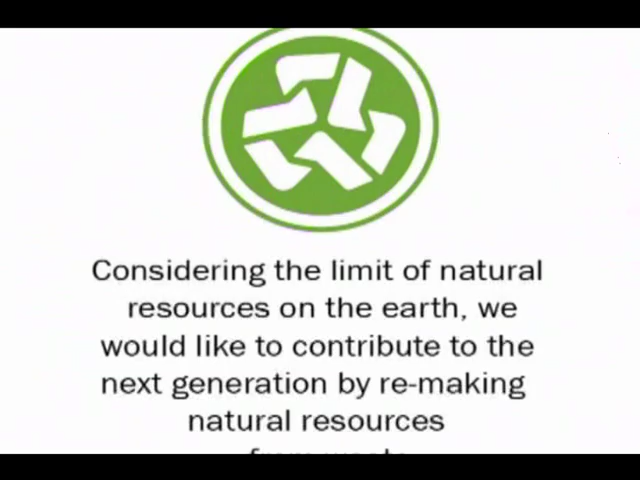 Considering the limit of natural
resources on the earth, we
would like to contribute to the
next generation by re-making
natural resources